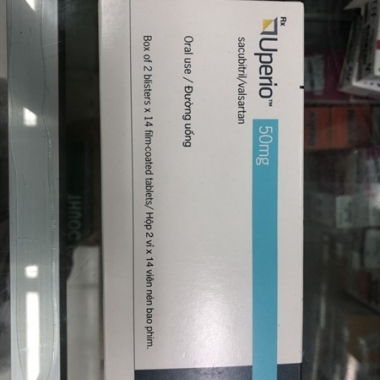 Rx
Uperio™ 50mg
sacubitril/valsartan
Oral use / Đường uống
Box of 2 blisters x 14 film-coated tablets/ Hộp 2 vỉ x 14 viên nén bao phim.